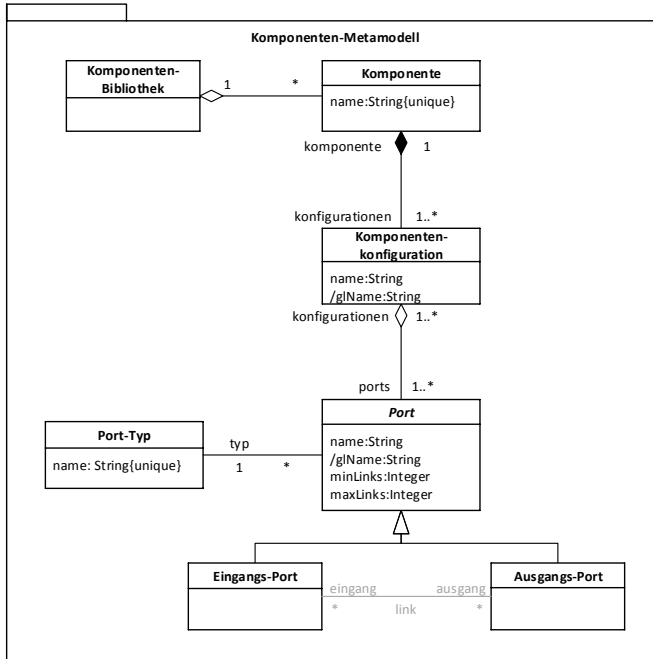 Komponenten-Metamodell
Komponenten-
Bibliothek
1
*
Komponente
name:String{unique}
komponente
1
konfigurationen
1..*
Komponenten-
konfiguration
name:String
/glName:String
konfigurationen
1..*
ports
1..*
Port
name:String
/glName:String
minLinks:Integer
maxLinks:Integer
Port-Typ
name: String{unique}
typ
1
*
Eingangs-Port
eingang
ausgang
*
link
*
Ausgangs-Port